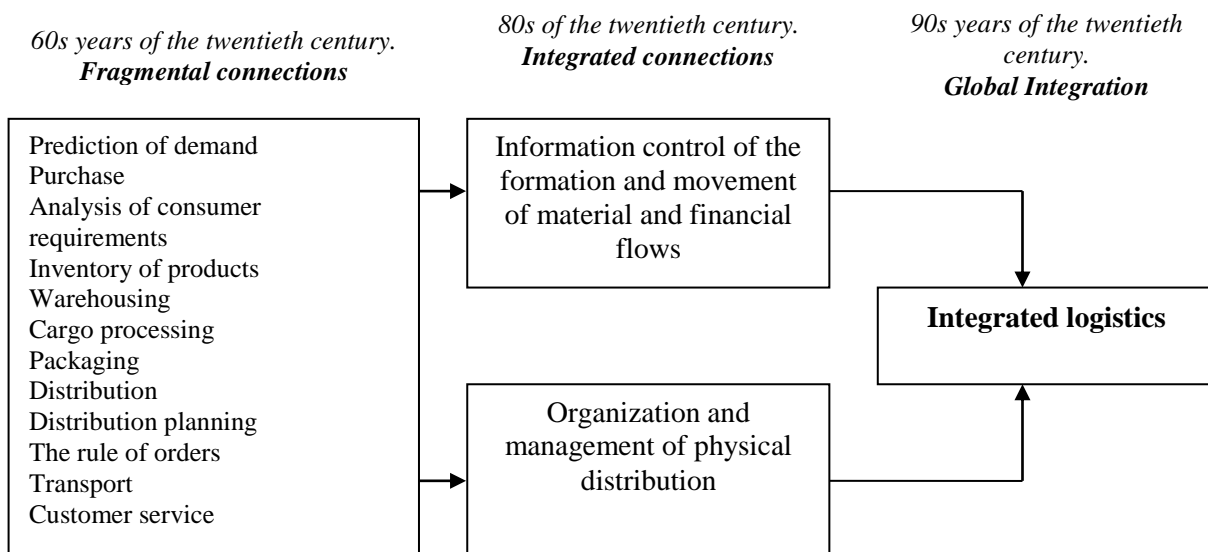 60s years of the twentieth century.
Fragmental connections
80s of the twentieth century.
Integrated connections
90s years of the twentieth
century.
Global Integration
Prediction of demand
Purchase
Analysis of consumer
requirements
Inventory of products
Warehousing
Cargo processing
Packaging
Distribution
Distribution planning
The rule of orders
Transport
Customer service
Information control of the
formation and movement
of material and financial
flows
Organization and
management of physical
distribution
Integrated logistics